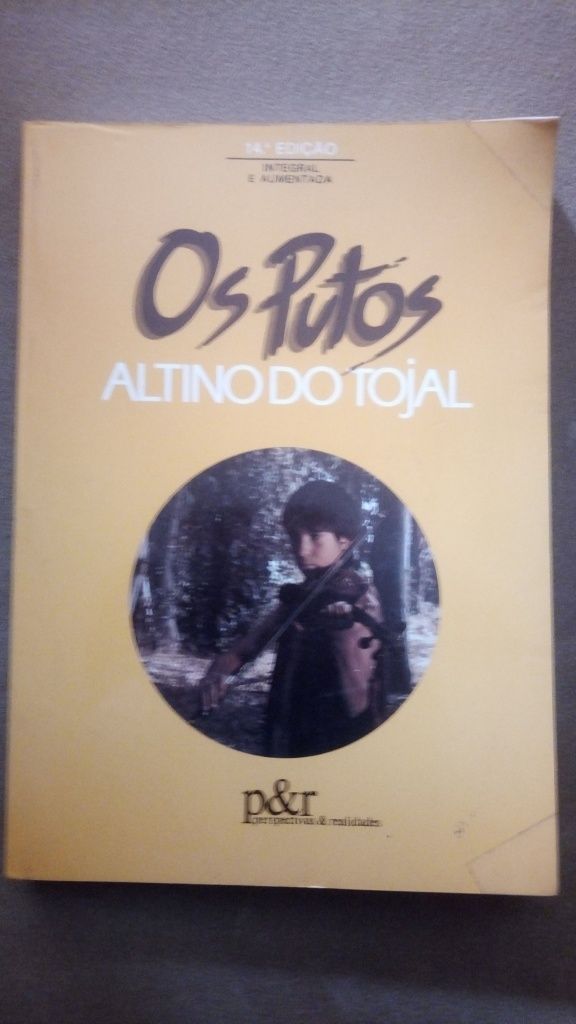 14.ª EDIÇÃO
INTEGRAL
E AUMENTADA
Os Putos
ALTINO DO TOJAL
p&r
perspectivas & realidades